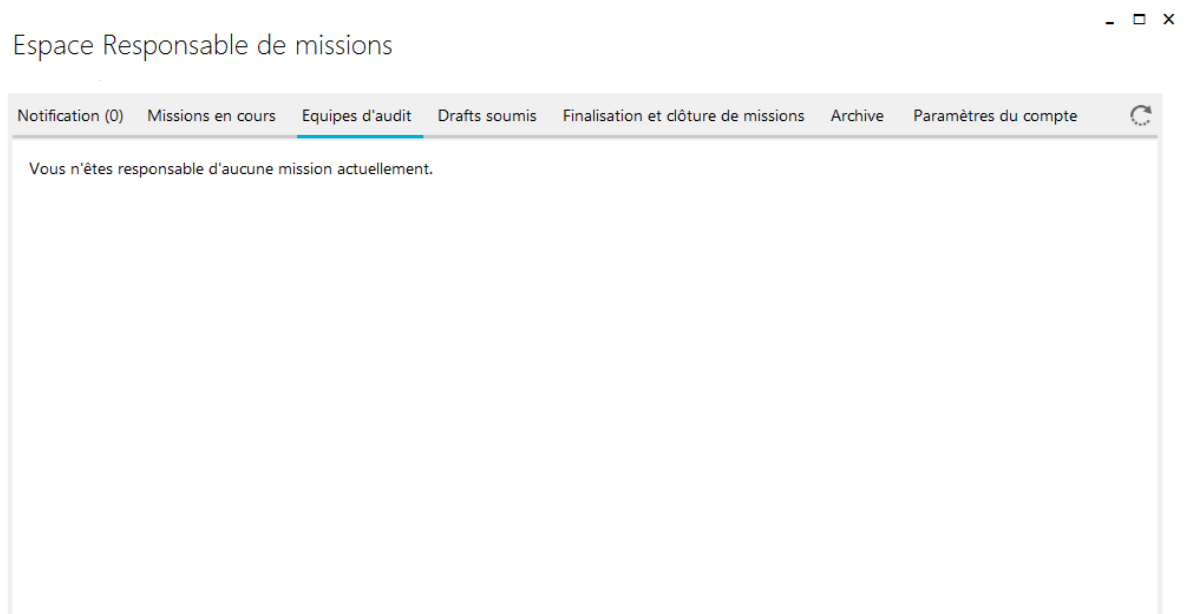 Espace Responsable de missions
Notification (0) Missions en cours Equipes d'audit Drafts soumis Finalisation et clôture de missions Archive Paramètres du compte
Vous n'êtes responsable d'aucune mission actuellement.